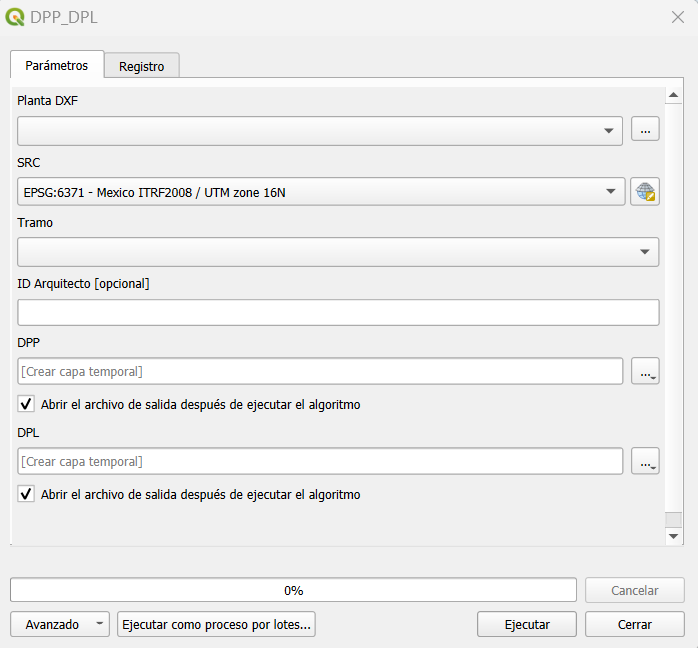 DPP_DPL
Parámetros
Registro
Planta DXF
...
SRC
EPSG:6371 - Mexico ITRF2008 / UTM zone 16N
Tramo
ID Arquitecto [opcional]
DPP
[Crear capa temporal]
...
Abrir el archivo de salida después de ejecutar el algoritmo
DPL
[Crear capa temporal]
...
Abrir el archivo de salida después de ejecutar el algoritmo
0%
Cancelar
Avanzado
Ejecutar como proceso por lotes...
Ejecutar
Cerrar